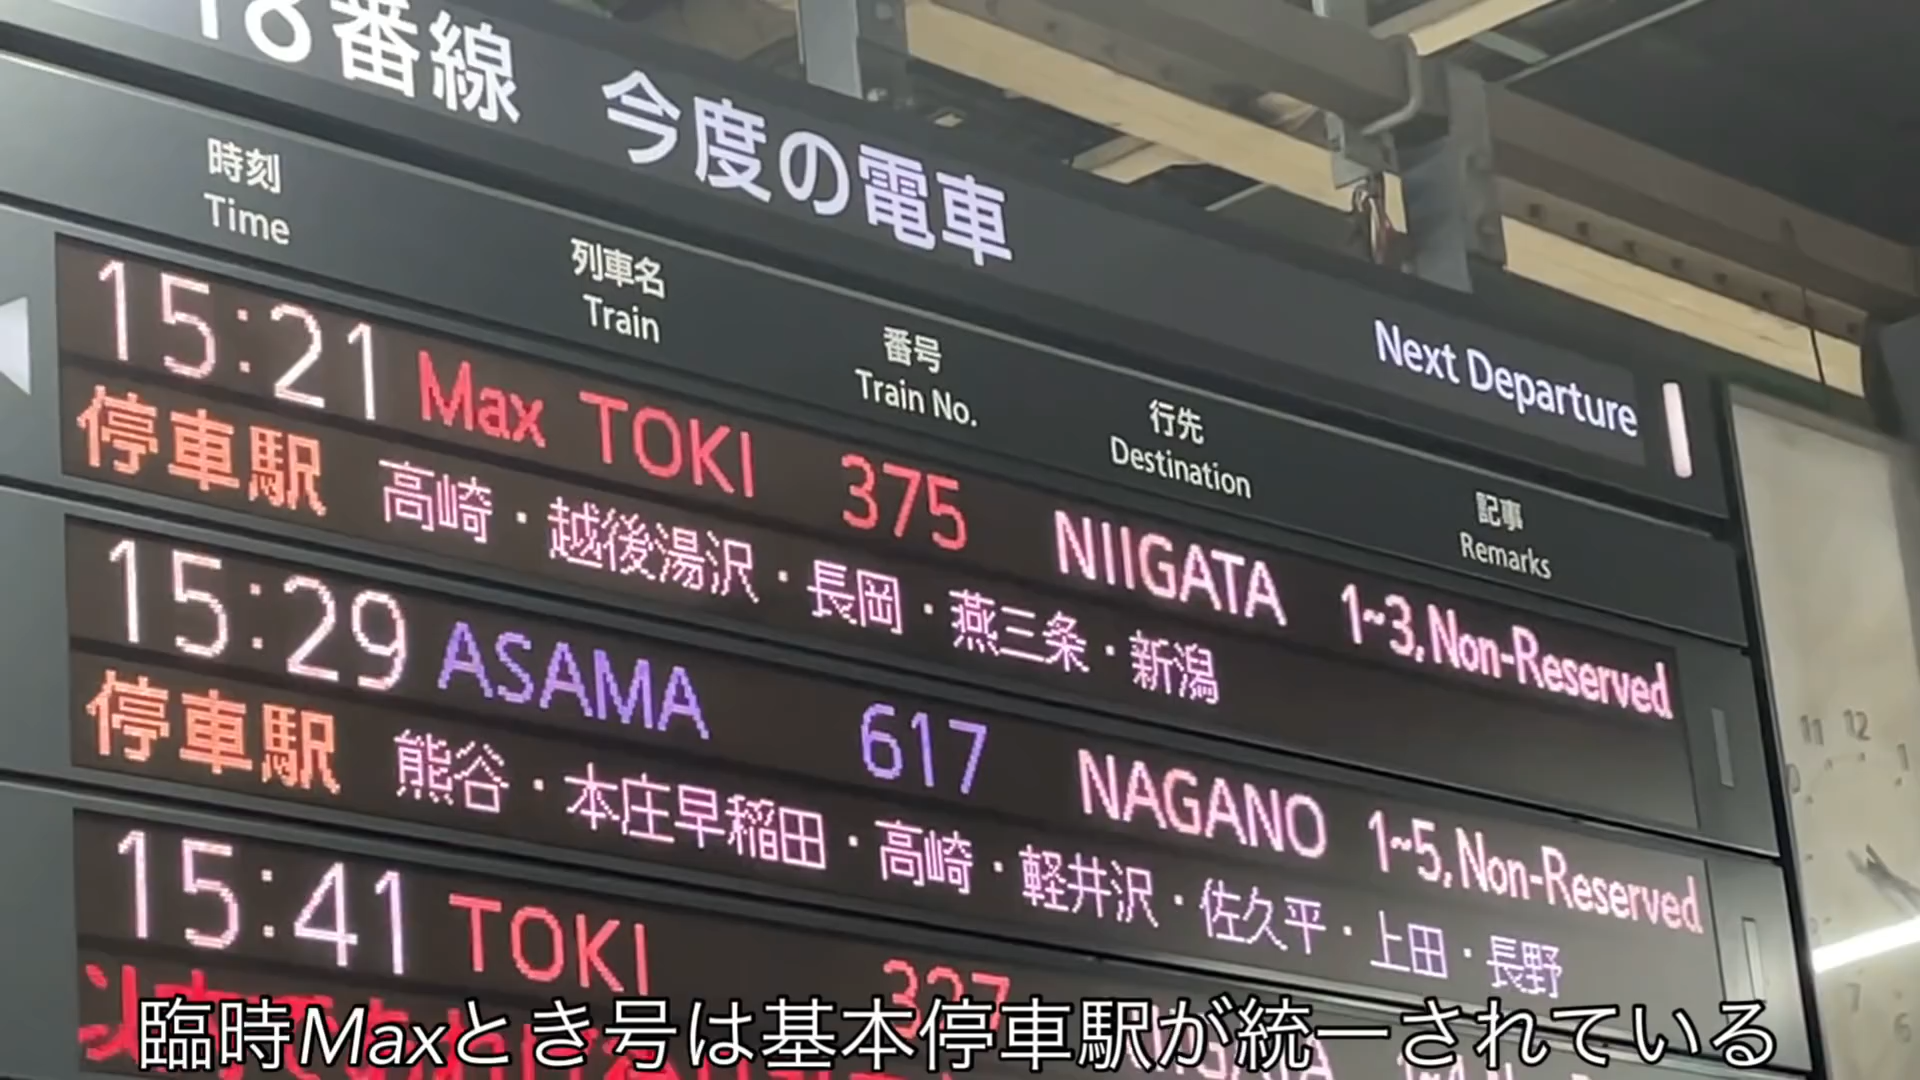 18番線 今度の電車
Next Departure
時刻 列車名 番号 行先 記事
Time Train Train No. Destination Remarks
15:21 Max TOKI 375 NIIGATA 1~3, Non-Reserved
停車駅 高崎・越後湯沢・長岡・燕三条・新潟
15:29 ASAMA 617 NAGANO 1~5, Non-Reserved
停車駅 熊谷・本庄早稲田・高崎・軽井沢・佐久平・上田・長野
15:41 TOKI 327
11 12 1
臨時Maxとき号は基本停車駅が統一されている